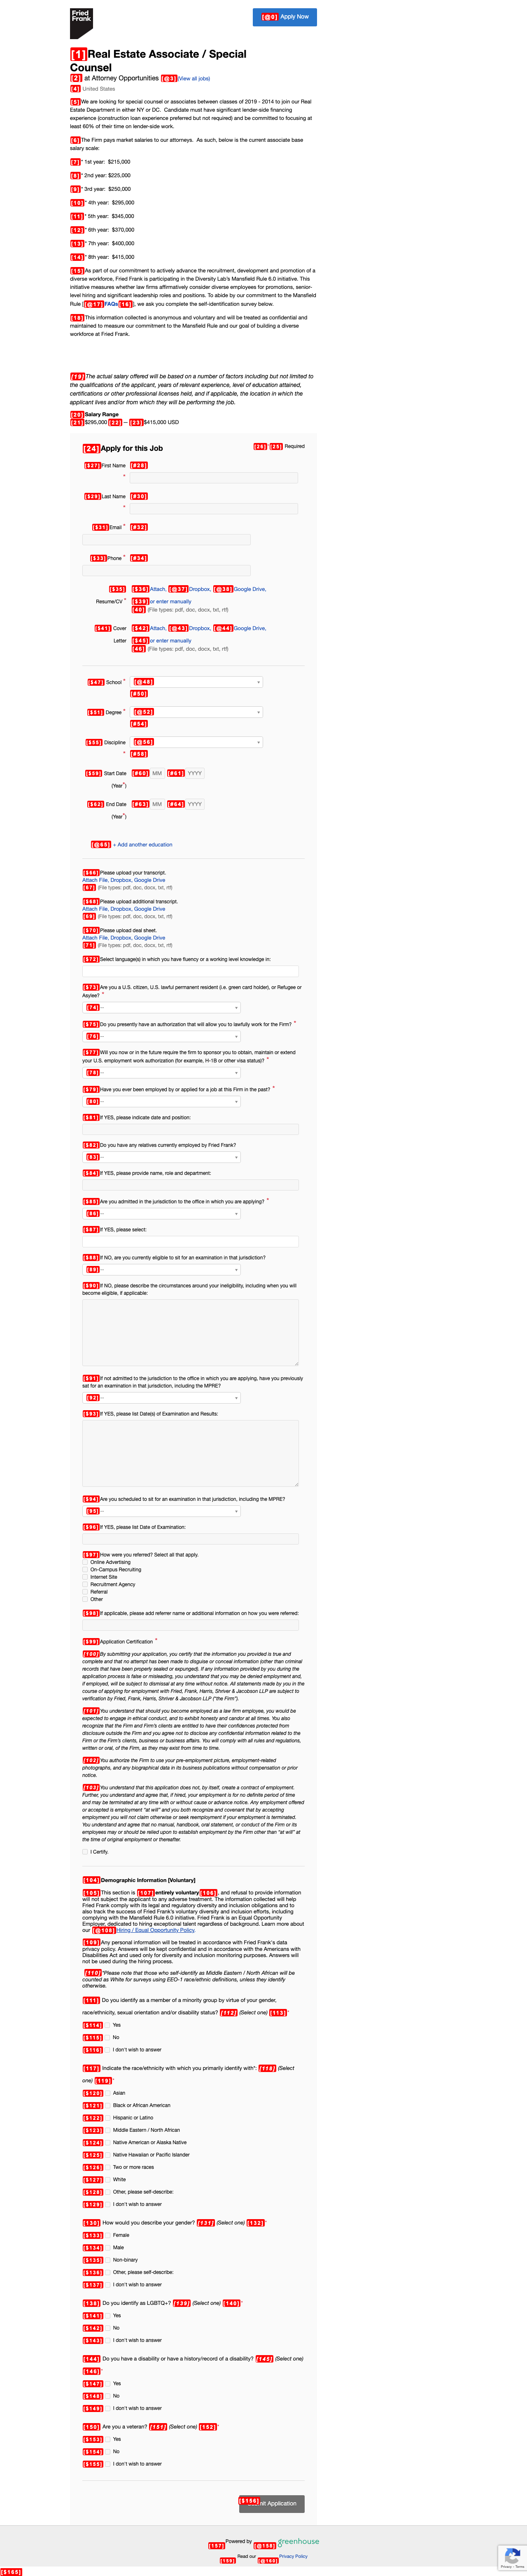 Fried
Frank
[@0] Apply Now
[1]Real Estate Associate / Special
Counsel
[2] at Attorney Opportunities [@3](View all jobs)
[4] United States
[5]We are looking for special counsel or associates between classes of 2019 - 2014 to join our Real
Estate Department in either NY or DC.  Candidate must have significant lender-side financing
experience (construction loan experience preferred but not required) and be committed to focusing at
least 60% of their time on lender-side work.
[6]The Firm pays market salaries to our attorneys.  As such, below is the current associate base
salary scale:
[7]* 1st year:  $215,000
[8]* 2nd year: $225,000
[9]* 3rd year:  $250,000
[10]* 4th year:  $295,000
[11]* 5th year:  $345,000
[12]* 6th year:  $370,000
[13]* 7th year:  $400,000
[14]* 8th year:  $415,000
[15]As part of our commitment to actively advance the recruitment, development and promotion of a
diverse workforce, Fried Frank is participating in the Diversity Lab's Mansfield Rule 6.0 initiative. This
initiative measures whether law firms affirmatively consider diverse employees for promotions, senior-
level hiring and significant leadership roles and positions. To abide by our commitment to the Mansfield
Rule [[@17]FAQs[16]], we ask you complete the self-identification survey below.
[18]This information collected is anonymous and voluntary and will be treated as confidential and
maintained to measure our commitment to the Mansfield Rule and our goal of building a diverse
workforce at Fried Frank.
[19]The actual salary offered will be based on a number of factors including but not limited to
the qualifications of the applicant, years of relevant experience, level of education attained,
certifications or other professional licenses held, and if applicable, the location in which the
applicant lives and/or from which they will be performing the job.
[20]Salary Range
[21]$295,000[22]—[23]$415,000 USD
[24]Apply for this Job
[26] [25] Required
[$27]First Name [#28]
*
[$29]Last Name [#30]
*
[$31]Email * [#32]
[$33]Phone * [#34]
[$35] [$36]Attach, [@37]Dropbox, [@38]Google Drive,
Resume/CV * [$39]or enter manually
[40] (File types: pdf, doc, docx, txt, rtf)
[$41] Cover [$42]Attach, [@43]Dropbox, [@44]Google Drive,
Letter [$45]or enter manually
[46] (File types: pdf, doc, docx, txt, rtf)
[$47] School * [@48]
[#50]
[$51] Degree * [@52]
[#54]
[$55] Discipline [@56]
* [#58]
[$59] Start Date [#60] MM [#61] YYYY
(Year*)
[$62] End Date [#63] MM [#64] YYYY
(Year*)
[@65] + Add another education
[$66]Please upload your transcript.
Attach File, Dropbox, Google Drive
[67] (File types: pdf, doc, docx, txt, rtf)
[$68]Please upload additional transcript.
Attach File, Dropbox, Google Drive
[69] (File types: pdf, doc, docx, txt, rtf)
[$70]Please upload deal sheet.
Attach File, Dropbox, Google Drive
[71] (File types: pdf, doc, docx, txt, rtf)
[$72]Select language(s) in which you have fluency or a working level knowledge in:
[$73]Are you a U.S. citizen, U.S. lawful permanent resident (i.e. green card holder), or Refugee or
Asylee? *
[74]--
[$75]Do you presently have an authorization that will allow you to lawfully work for the Firm? *
[76]--
[$77]Will you now or in the future require the firm to sponsor you to obtain, maintain or extend
your U.S. employment work authorization (for example, H-1B or other visa status)? *
[78]--
[$79]Have you ever been employed by or applied for a job at this Firm in the past? *
[80]--
[$81]If YES, please indicate date and position:
[$82]Do you have any relatives currently employed by Fried Frank?
[83]--
[$84]If YES, please provide name, role and department:
[$85]Are you admitted in the jurisdiction to the office in which you are applying? *
[86]--
[$87]If YES, please select:
[$88]If NO, are you currently eligible to sit for an examination in that jurisdiction?
[89]--
[$90]If NO, please describe the circumstances around your ineligibility, including when you will
become eligible, if applicable:
[$91]If not admitted to the jurisdiction to the office in which you are applying, have you previously
set for an examination in that jurisdiction, including the MPRE?
[92]--
[$93]If YES, please list Date(s) of Examination and Results:
[$94]Are you scheduled to sit for an examination in that jurisdiction, including the MPRE?
[95]--
[$96]If YES, please list Date of Examination:
[$97]How were you referred? Select all that apply.
Online Advertising
On-Campus Recruiting
Internet Site
Recruitment Agency
Referral
Other
[$98]If applicable, please add referrer name or additional information on how you were referred:
[$99]Application Certification *
[100]By submitting your application, you certify that the information you provided is true and
complete and that no attempt has been made to disguise or conceal information (other than criminal
records that have been properly sealed or expunged). If any information provided by you during the
application process is false or misleading, you understand that you may be denied employment and,
if employed, will be subject to dismissal at any time without notice. All statements made by you in the
course of applying for employment with Fried, Frank, Harris, Shriver & Jacobson LLP are subject to
verification by Fried, Frank, Harris, Shriver & Jacobson LLP ("the Firm").
[101]You understand that should you become employed as a law firm employee, you would be
expected to engage in ethical conduct, and to exhibit honesty and candor at all times. You also
recognize that the Firm and Firm's clients are entitled to have their confidences protected from
disclosure outside the Firm and you agree not to disclose any confidential information related to the
Firm or the Firm's clients, business or business affairs. You will comply with all rules and regulations,
written or oral, of the Firm, as they may exist from time to time.
[102]You authorize the Firm to use your pre-employment picture, employment-related
photographs, and any biographical data in its business publications without compensation or prior
notice.
[103]You understand that this application does not, by itself, create a contract of employment.
Further, you understand and agree that, if hired, your employment is for no definite period of time
and may be terminated at any time with or without cause or advance notice. Any employment offered
or accepted is employment "at will" and you both recognize and covenant that by accepting
employment you will not claim otherwise or seek reemployment if your employment is terminated.
You understand and agree that no manual, handbook, oral statement, or conduct of the Firm or its
employees may or should be relied upon to establish employment by the Firm other than "at will" at
the time of original employment or thereafter.
I Certify.
[104]Demographic Information [Voluntary]
[105]This section is [107]entirely voluntary[106], and refusal to provide information
will not subject the applicant to any adverse treatment. The information collected will help
Fried Frank comply with its legal and regulatory diversity and inclusion obligations and to
also track the success of Fried Frank's voluntary diversity and inclusion efforts, including
complying with the Mansfield Rule 6.0 initiative. Fried Frank is an Equal Opportunity
Employer, dedicated to hiring exceptional talent regardless of background. Learn more about
our [@108]Hiring / Equal Opportunity Policy.
[109]Any personal information will be treated in accordance with Fried Frank's data
privacy policy. Answers will be kept confidential and in accordance with the Americans with
Disabilities Act and used only for diversity and inclusion monitoring purposes. Answers will
not be used during the hiring process.
[110]*Please note that those who self-identify as Middle Eastern / North African will be
counted as White for surveys using EEO-1 race/ethnic definitions, unless they identify
otherwise.
[111] Do you identify as a member of a minority group by virtue of your gender,
race/ethnicity, sexual orientation and/or disability status? [112] (Select one) [113]*
[$114] Yes
[$115] No
[$116] I don't wish to answer
[117] Indicate the race/ethnicity with which you primarily identify with*: [118] (Select
one) [119]*
[$120] Asian
[$121] Black or African American
[$122] Hispanic or Latino
[$123] Middle Eastern / North African
[$124] Native American or Alaska Native
[$125] Native Hawaiian or Pacific Islander
[$126] Two or more races
[$127] White
[$128] Other, please self-describe:
[$129] I don't wish to answer
[130] How would you describe your gender? [131] (Select one) [132]*
[$133] Female
[$134] Male
[$135] Non-binary
[$136] Other, please self-describe:
[$137] I don't wish to answer
[138] Do you identify as LGBTQ+? [139] (Select one) [140]*
[$141] Yes
[$142] No
[$143] I don't wish to answer
[144] Do you have a disability or have a history/record of a disability? [145] (Select one)
[146]*
[$147] Yes
[$148] No
[$149] I don't wish to answer
[150] Are you a veteran? [151] (Select one) [152]*
[$153] Yes
[$154] No
[$155] I don't wish to answer
[$156] it Application
[157]Powered by [@158] greenhouse
[159] Read our [@160]Privacy Policy
Privacy - Terms
[$165]